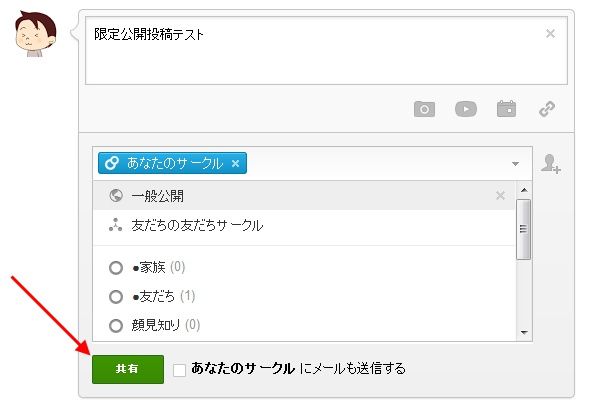 限定公開投稿テスト
あなたのサークル
一般公開
友だちの友だちサークル
●家族 (0)
●友だち (1)
顔見知り (0)
共有
あなたのサークル にメールも送信する